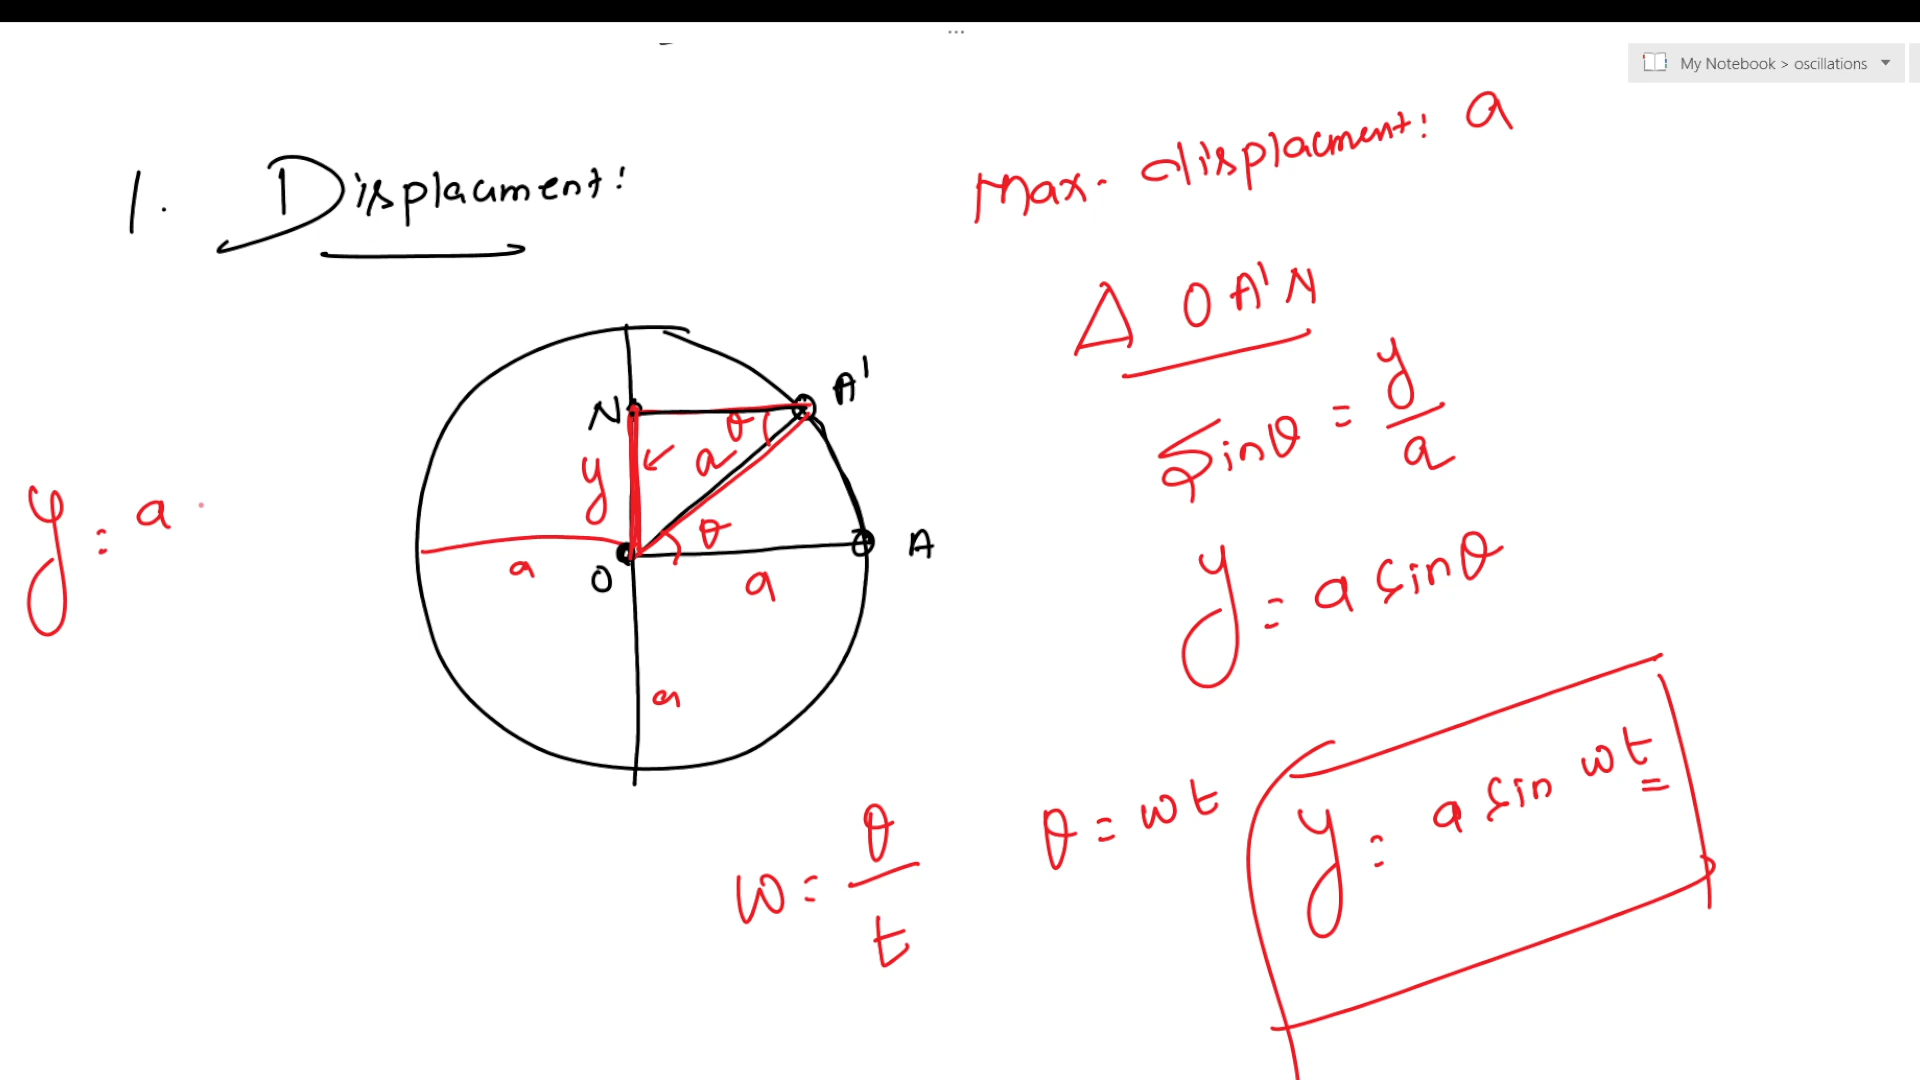 My Notebook > oscillations
1. Displacment:
Max. displacment: a
Δ OA'N
Sinθ = y/a
y = a sinθ
N
A'
θ
a
y
θ
O
A
a
a
a
y = a
ω = θ/t
θ = ωt
y = a sin ωt